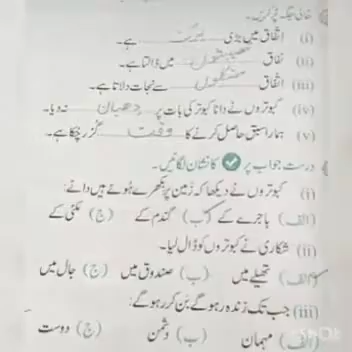 خالی جگہ پُر کریں۔
(i) اتفاق میں بڑی برکت ہے۔
(ii) نفاق مصیبتوں میں ڈالتا ہے۔
(iii) اتفاق مشکلوں سے نجات دلاتا ہے۔
(iv) کبوتروں نے دانا کبوتر کی بات پر دھیان نہ دیا۔
(v) ہمارا سبق حاصل کرنے کا وقت گزر چکا ہے۔
درست جواب پر ✓ کا نشان لگائیں۔
(i) کبوتروں نے دیکھا کہ زمین پر بکھرے ہوئے ہیں دانے:
(الف) باجرے کے (ب) گندم کے (ج) مکئی کے
(ii) شکاری نے کبوتروں کو ڈال لیا۔
(الف) تھیلے میں (ب) صندوق میں (ج) جال میں
(iii) جب تک زندہ رہو گے بن کر رہو گے:
(الف) مہمان (ب) دشمن (ج) دوست